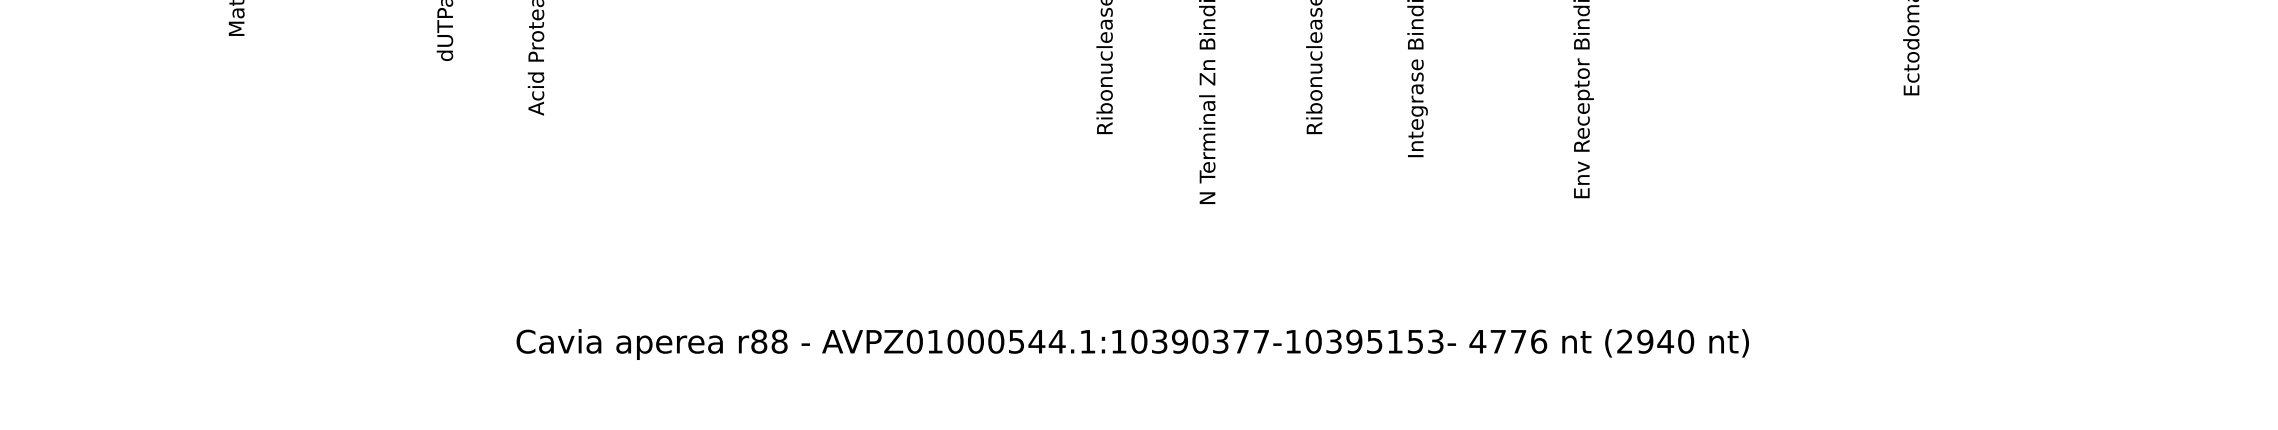 Mat
dUTPa
Acid Protea
Ribonuclease
N Terminal Zn Bindi
Ribonuclease
Integrase Bindi
Env Receptor Bindi
Ectodoma
Cavia aperea r88 - AVPZ01000544.1:10390377-10395153- 4776 nt (2940 nt)